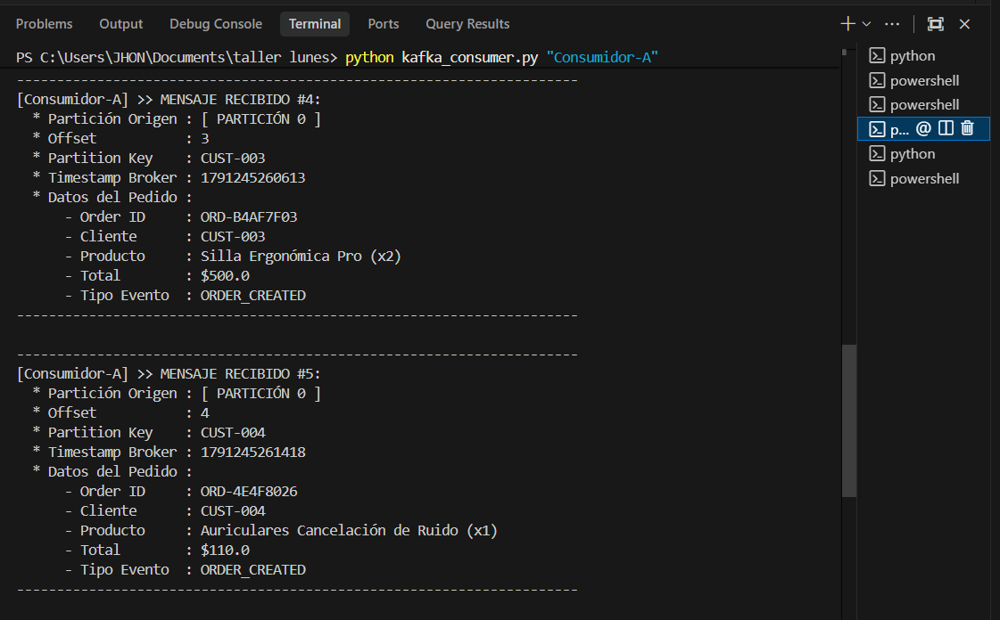 Problems Output Debug Console Terminal Ports Query Results
PS C:\Users\JHON\Documents\taller lunes> python kafka_consumer.py "Consumidor-A"
----------------------------------------------------------------------
[Consumidor-A] >> MENSAJE RECIBIDO #4:
  * Partición Origen : [ PARTICIÓN 0 ]
  * Offset           : 3
  * Partition Key    : CUST-003
  * Timestamp Broker : 1791245260613
  * Datos del Pedido :
      - Order ID     : ORD-B4AF7F03
      - Cliente      : CUST-003
      - Producto     : Silla Ergonómica Pro (x2)
      - Total        : $500.0
      - Tipo Evento  : ORDER_CREATED
----------------------------------------------------------------------
----------------------------------------------------------------------
[Consumidor-A] >> MENSAJE RECIBIDO #5:
  * Partición Origen : [ PARTICIÓN 0 ]
  * Offset           : 4
  * Partition Key    : CUST-004
  * Timestamp Broker : 1791245261418
  * Datos del Pedido :
      - Order ID     : ORD-4E4F8026
      - Cliente      : CUST-004
      - Producto     : Auriculares Cancelación de Ruido (x1)
      - Total        : $110.0
      - Tipo Evento  : ORDER_CREATED
----------------------------------------------------------------------
python
powershell
powershell
p... @
python
powershell